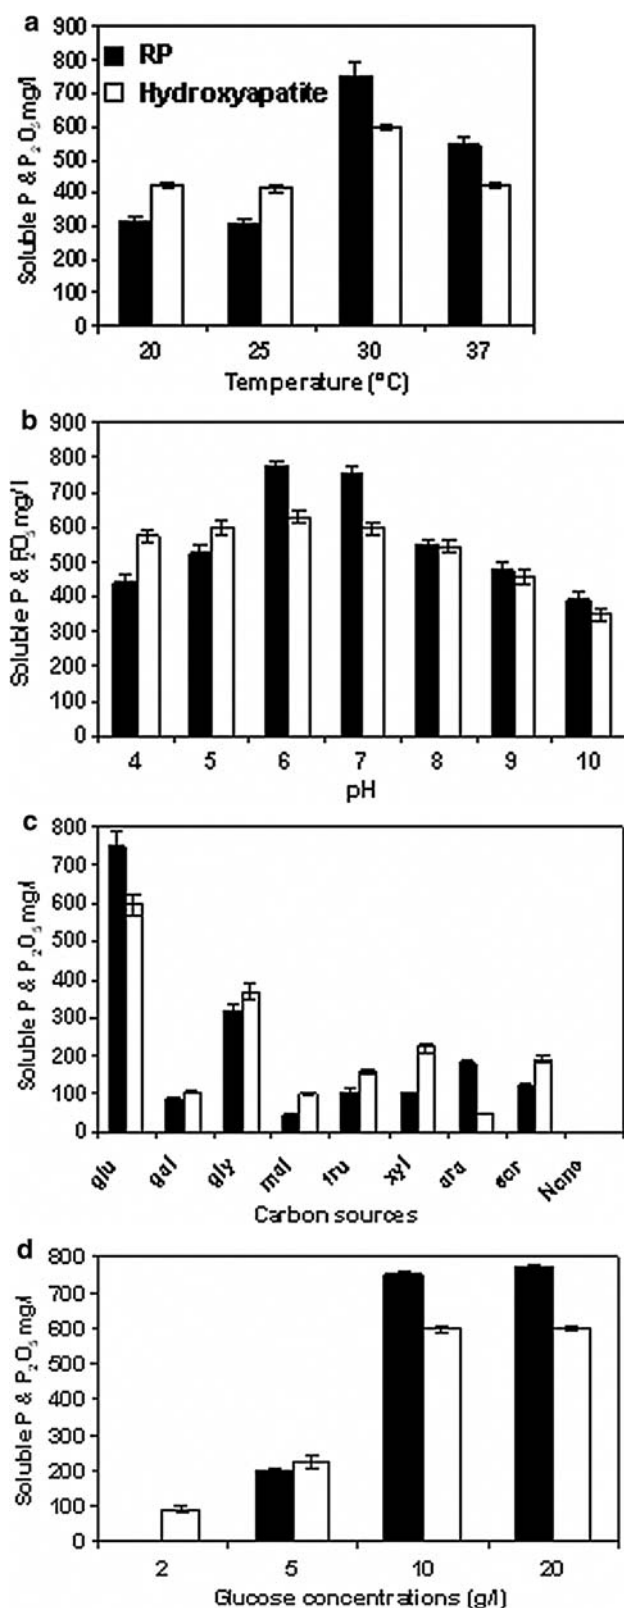 a
900
800
700
600
500
400
300
200
100
0
Soluble P & P2O5 mg/l
RP
Hydroxyapatite
20 25 30 37
Temperature (°C)
b
900
800
700
600
500
400
300
200
100
0
Soluble P & P2O5 mg/l
4 5 6 7 8 9 10
pH
c
800
700
600
500
400
300
200
100
0
Soluble P & P2O5 mg/l
glu gal gly mal fru xyl ara None
Carbon sources
d
800
700
600
500
400
300
200
100
0
Soluble P & P2O5 mg/l
2 5 10 20
Glucose concentrations (g/l)